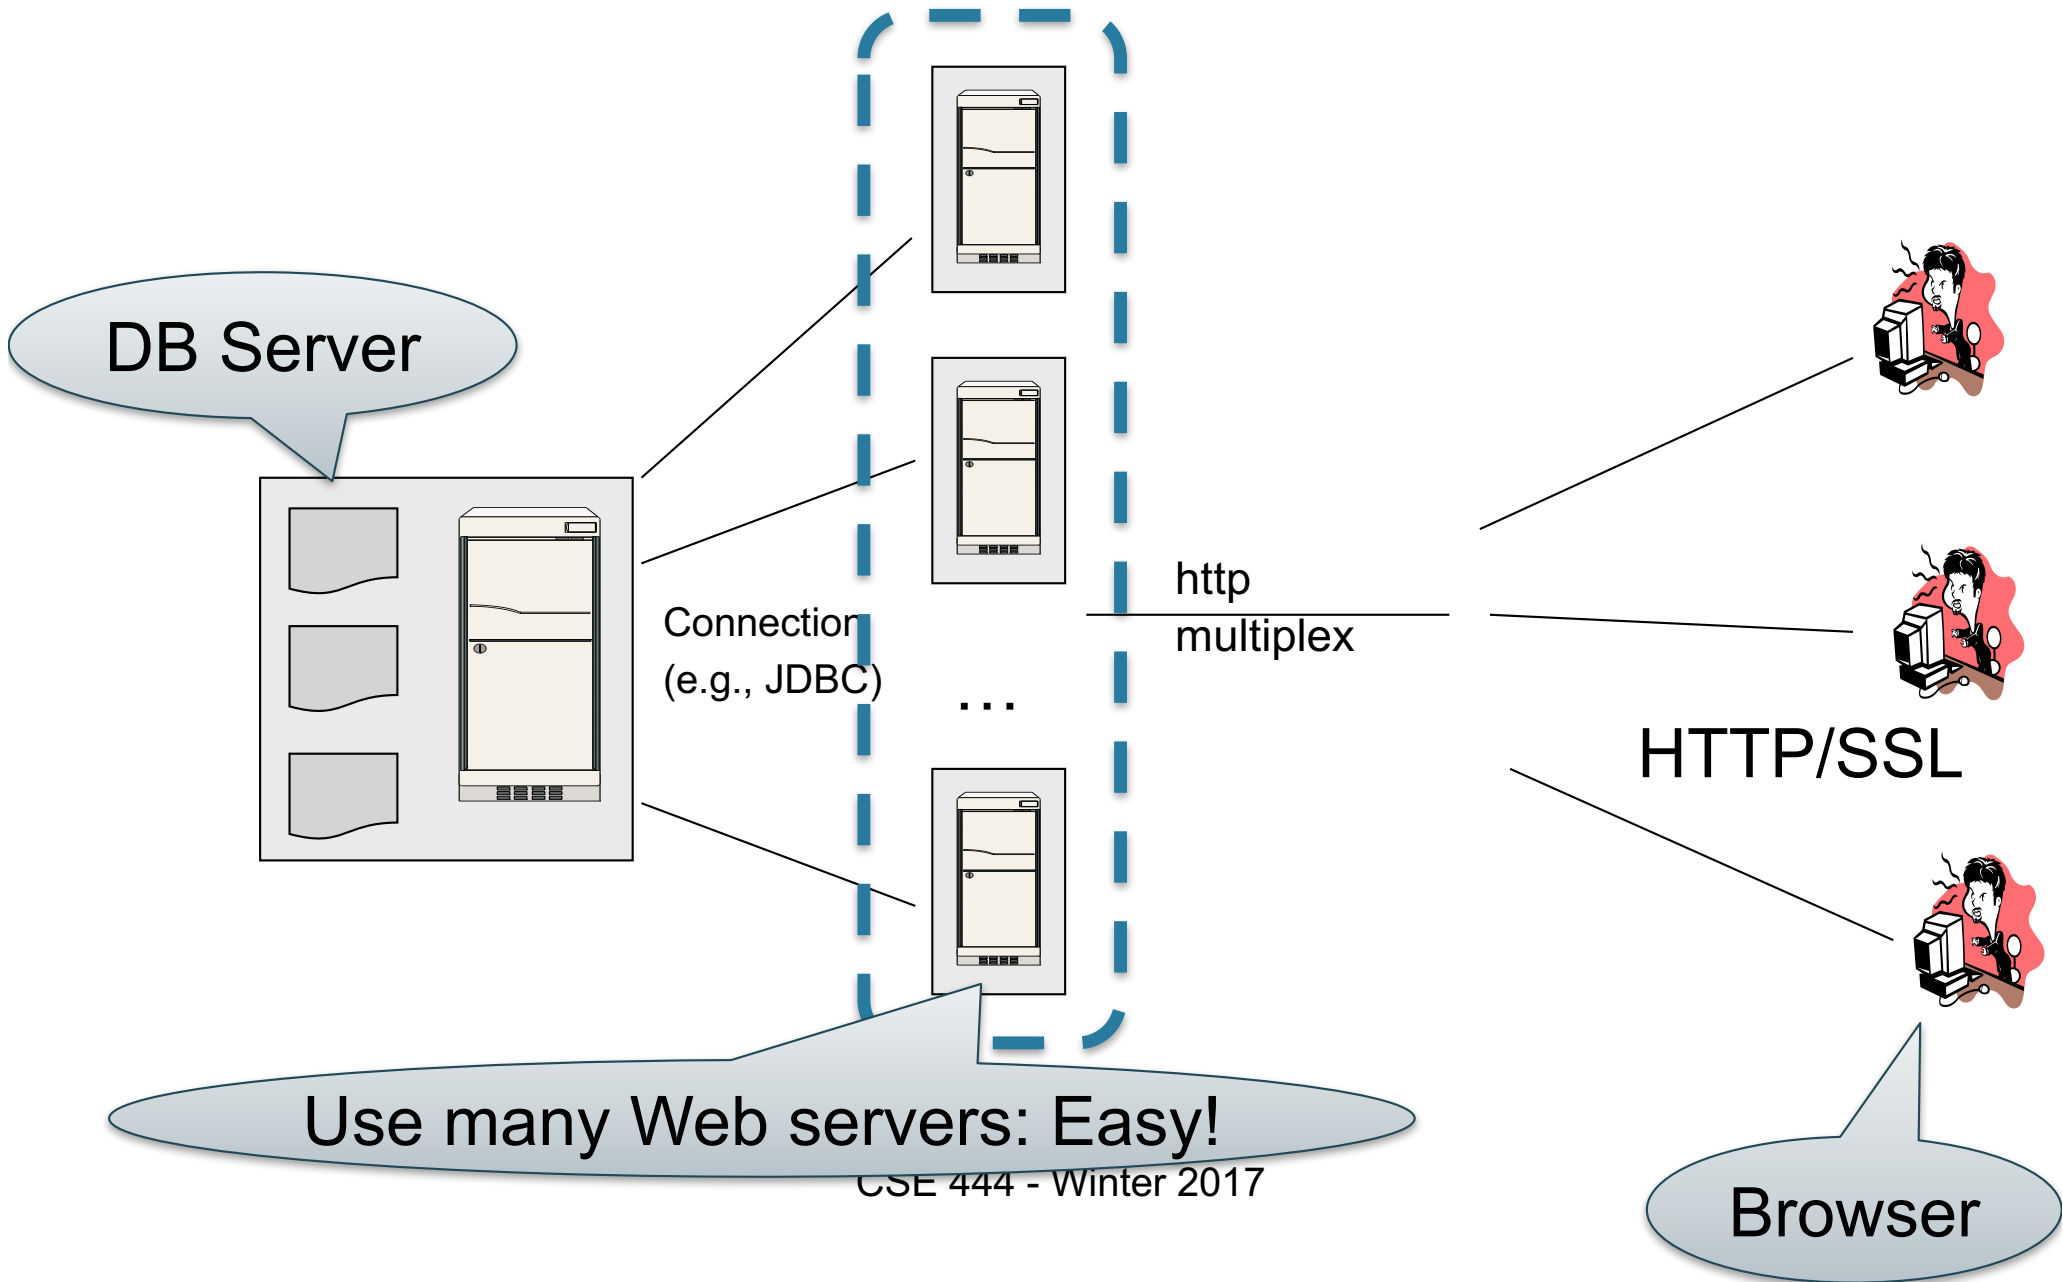 DB Server
Connection
(e.g., JDBC)
…
http
multiplex
HTTP/SSL
Use many Web servers: Easy!
CSE 444 - Winter 2017
Browser